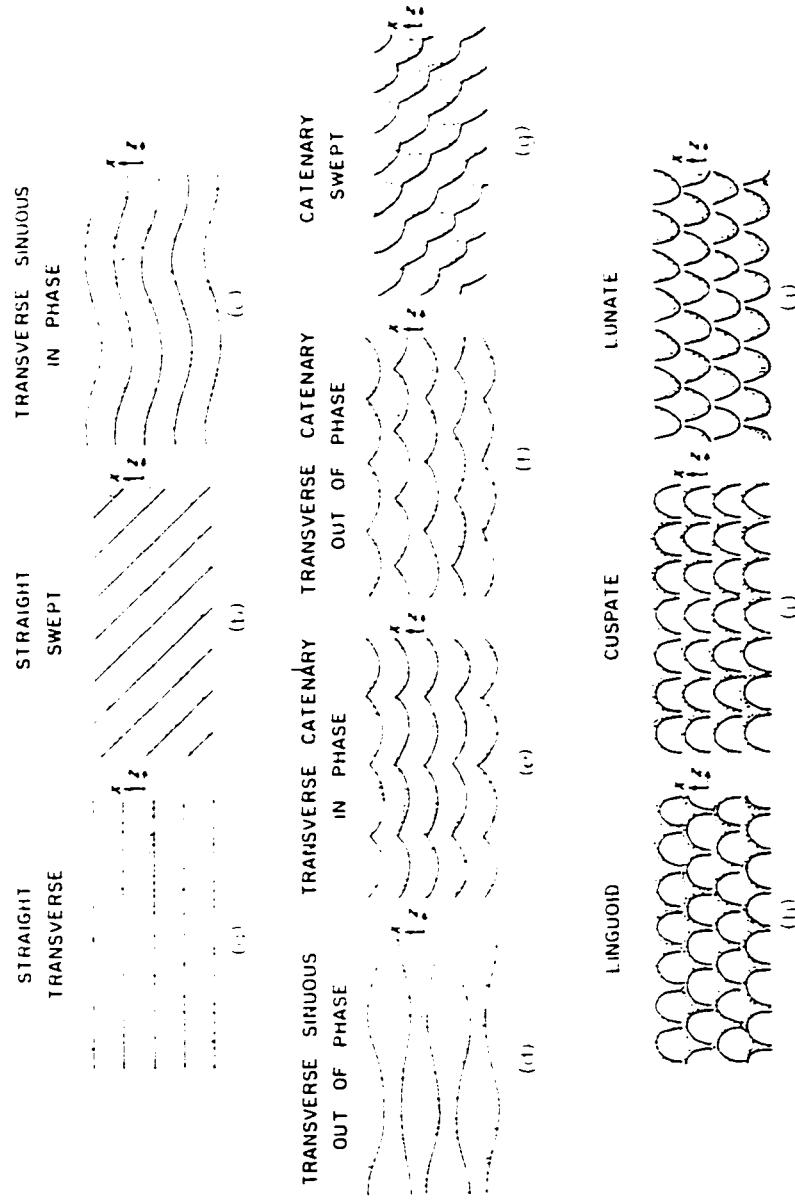 STRAIGHT
TRANSVERSE
STRAIGHT
SWEPT
TRANSVERSE SINUOUS
IN PHASE
x
z
x
z
x
z
(b)
TRANSVERSE SINUOUS
OUT OF PHASE
TRANSVERSE CATENARY
IN PHASE
TRANSVERSE CATENARY
OUT OF PHASE
CATENARY
SWEPT
x
z
x
z
x
z
x
z
(d)
(e)
(f)
(g)
LINGUOID
CUSPATE
LUNATE
x
z
x
z
x
z
(h)